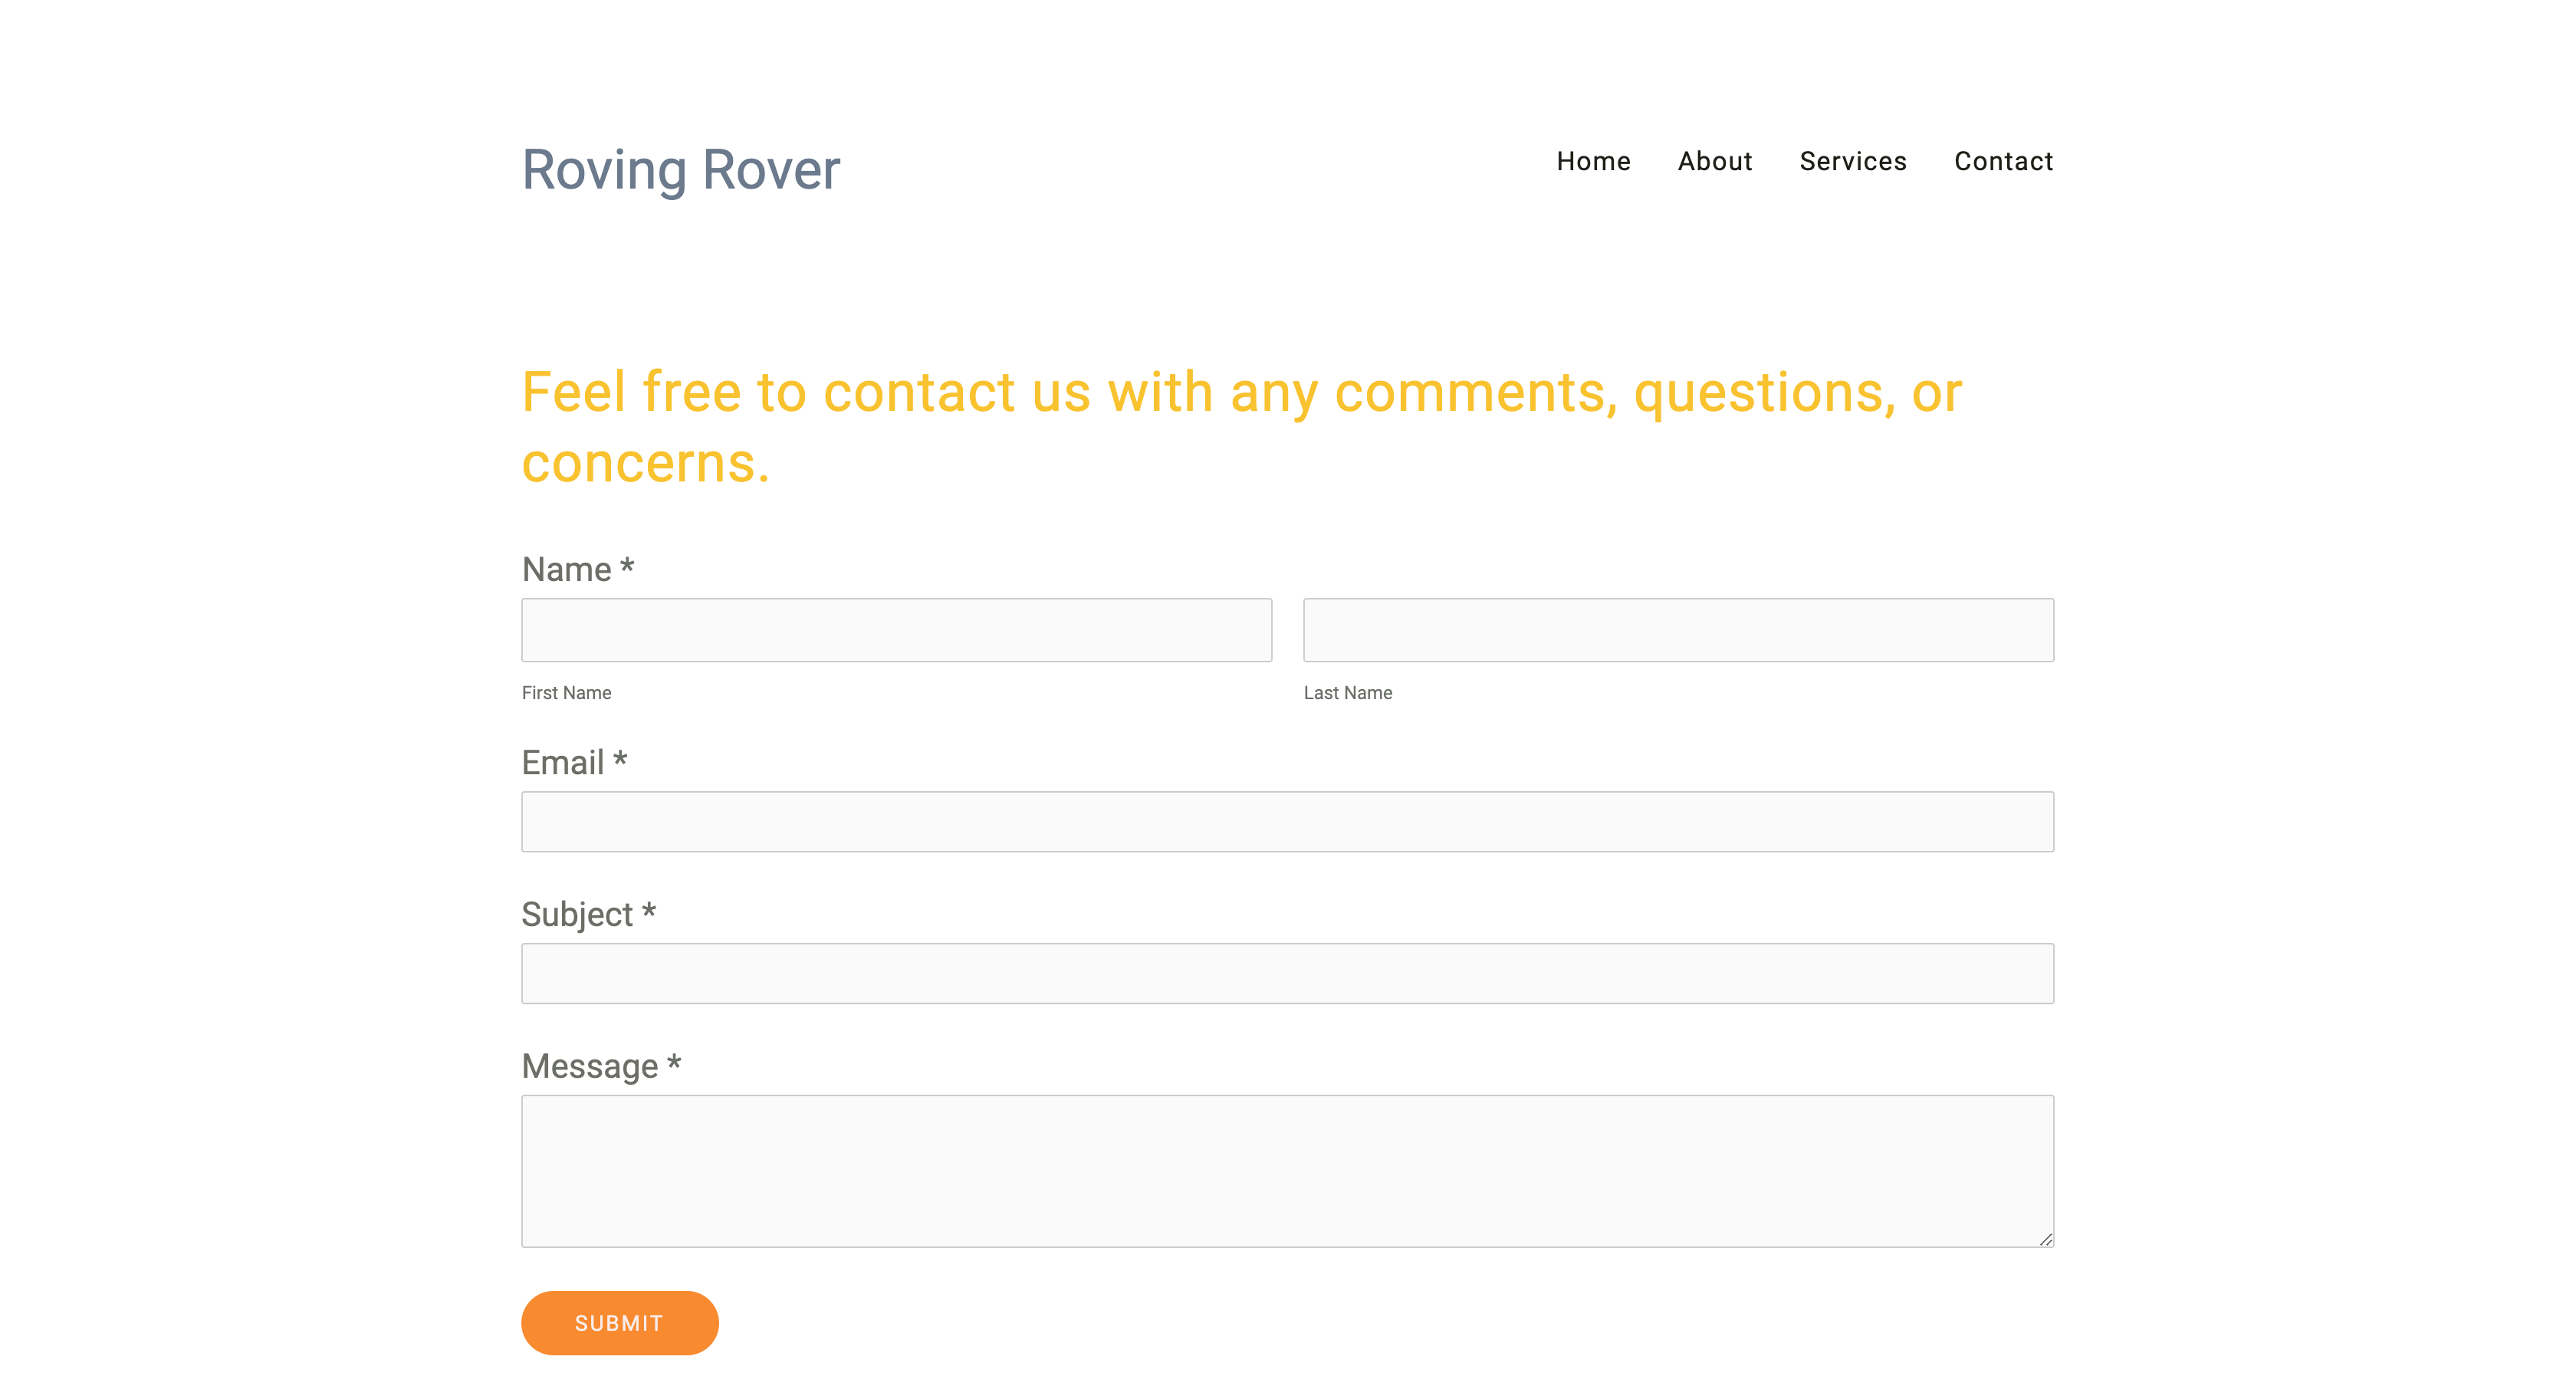 Roving Rover
Home About Services Contact
Feel free to contact us with any comments, questions, or
concerns.
Name *
First Name Last Name
Email *
Subject *
Message *
SUBMIT